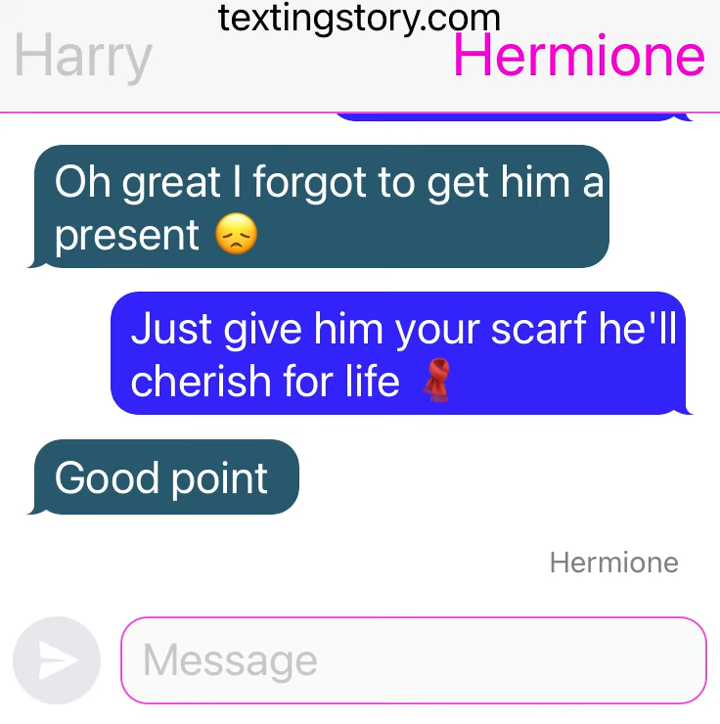 textingstory.com
Harry
Hermione
Oh great I forgot to get him a
present 😞
Just give him your scarf he'll
cherish for life 🧣
Good point
Hermione
Message